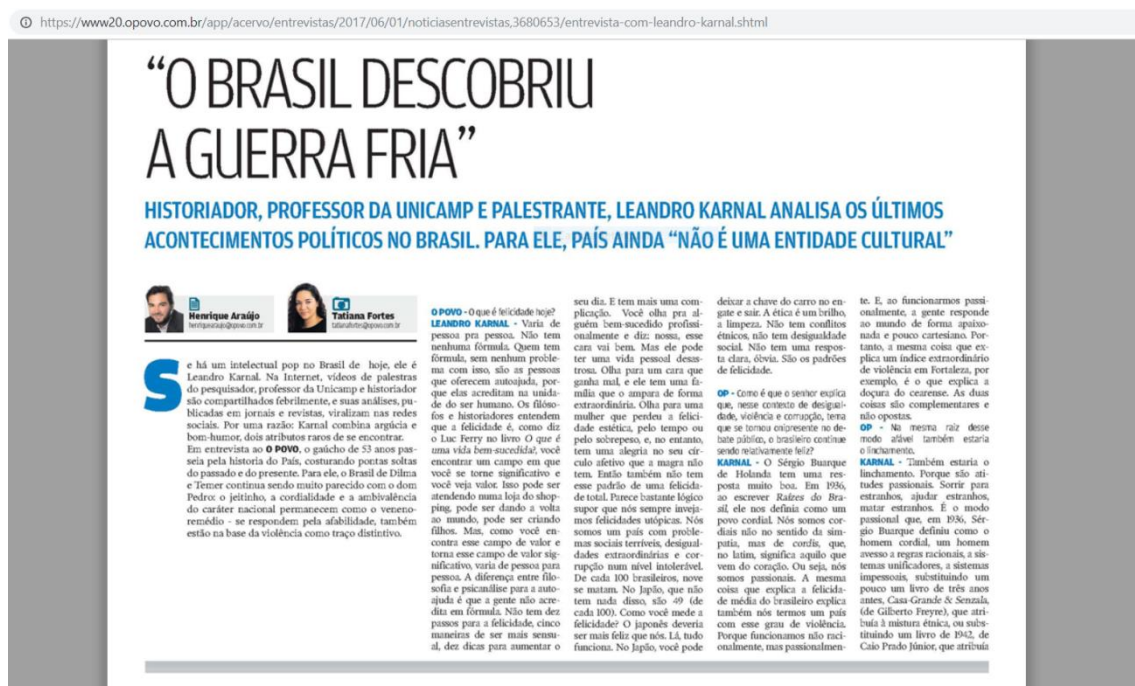 https://www20.opovo.com.br/app/acervo/entrevistas/2017/06/01/noticiasentrevistas,3680653/entrevista-com-leandro-karnal.shtml
“O BRASIL DESCOBRIU
A GUERRA FRIA”
HISTORIADOR, PROFESSOR DA UNICAMP E PALESTRANTE, LEANDRO KARNAL ANALISA OS ÚLTIMOS
ACONTECIMENTOS POLÍTICOS NO BRASIL. PARA ELE, PAÍS AINDA “NÃO É UMA ENTIDADE CULTURAL”
Henrique Araújo
henriquearaujo@opovo.com.br
Tatiana Fortes
tatianafortes@opovo.com.br
Se há um intelectual pop no Brasil de hoje, ele é
Leandro Karnal. Na Internet, vídeos de palestras
do pesquisador, professor da Unicamp e historiador
são compartilhados febrilmente, e suas análises, pu-
blicadas em jornais e revistas, viralizam nas redes
sociais. Por uma razão: Karnal combina argúcia e
bom-humor, dois atributos raros de se encontrar.
Em entrevista ao O POVO, o gaúcho de 53 anos pas-
seia pela história do País, costurando pontas soltas
do passado e do presente. Para ele, o Brasil de Dilma
e Temer continua sendo muito parecido com o dom
Pedro: o jeitinho, a cordialidade e a ambivalência
do caráter nacional permanecem como o veneno-
remédio - se respondem pela afabilidade, também
estão na base da violência como traço distintivo.
O POVO - O que é felicidade hoje?
LEANDRO KARNAL - Varia de
pessoa pra pessoa. Não tem
nenhuma fórmula. Quem tem
fórmula, sem nenhum proble-
ma com isso, são as pessoas
que oferecem autoajuda, por-
que elas acreditam na unida-
de do ser humano. Os filóso-
fos e historiadores entendem
que a felicidade é, como diz
o Luc Ferry no livro O que é
uma vida bem-sucedida?, você
encontrar um campo em que
você veja valor. Isso pode ser
atendendo numa loja do shop-
ping, pode ser dando a volta
ao mundo, pode ser criando
filhos. Mas, como você en-
contra esse campo de valor e
torna esse campo de valor sig-
nificativo, varia de pessoa para
pessoa. A diferença entre filo-
sofia e psicanálise para a auto-
ajuda é que a gente não acre-
dita em fórmula. Não tem dez
passos para a felicidade, cinco
maneiras de ser mais sensu-
al, dez dicas para aumentar o
seu dia. E tem mais uma com-
plicação. Você olha pra al-
guém bem-sucedido profissi-
onalmente e diz: nossa, esse
cara vai bem. Mas ele pode
ter uma vida pessoal desas-
trosa. Olha para um cara que
ganha mal, e ele tem uma fa-
mília que o ampara de forma
extraordinária. Olha para uma
mulher que perdeu a felici-
dade estética, pelo tempo ou
pelo sobrepeso, e, no entanto,
tem uma alegria no seu cír-
culo afetivo que a magra não
tem. Então também não tem
esse padrão de uma felicida-
de total. Parece bastante lógico
supor que nós sempre inveja-
mos felicidades utópicas. Nós
somos um país com proble-
mas sociais terríveis, desigual-
dades extraordinárias e cor-
rupção num nível intolerável.
De cada 100 brasileiros, nove
se matam. No Japão, que não
tem nada disso, são 49 (de
cada 100). Como você mede a
felicidade? O japonês deveria
ser mais feliz que nós. Lá, tudo
funciona. No Japão, você pode
deixar a chave do carro no en-
gate e sair. A ética é um brilho,
a limpeza. Não tem conflitos
étnicos, não tem desigualdade
social. Não tem uma respos-
ta clara, óbvia. São os padrões
de felicidade.
OP - Como é que o senhor explica
que, nesse contexto de desigual-
dade, violência e corrupção, tema
que se tornou onipresente no de-
bate público, o brasileiro continue
sendo relativamente feliz?
KARNAL - O Sérgio Buarque
de Holanda tem uma res-
posta muito boa. Em 1936,
ao escrever Raízes do Bra-
sil, ele nos definia como um
povo cordial. Nós somos cor-
diais não no sentido da sim-
patia, mas de cordis, que,
no latim, significa aquilo que
vem do coração. Ou seja, nós
somos passionais. A mesma
coisa que explica a felicida-
de média do brasileiro explica
também nós termos um país
com esse grau de violência.
Porque funcionamos não raci-
onalmente, mas passionalmen-
te. E, ao funcionarmos passi-
onalmente, a gente responde
ao mundo de forma apaixo-
nada e pouco cartesiano. Por-
tanto, a mesma coisa que ex-
plica um índice extraordinário
de violência em Fortaleza, por
exemplo, é o que explica a
doçura do cearense. As duas
coisas são complementares e
não opostas.
OP - Na mesma raiz desse
modo afável também estaria
o linchamento.
KARNAL - Também estaria o
linchamento. Porque são ati-
tudes passionais. Sorrir para
estranhos, ajudar estranhos,
matar estranhos. É o modo
passional que, em 1936, Sér-
gio Buarque definiu como o
homem cordial, um homem
avesso a regras racionais, a sis-
temas unificadores, a sistemas
impessoais, substituindo um
pouco um livro de três anos
antes, Casa-Grande & Senzala,
(de Gilberto Freyre), que atri-
buía à mistura étnica, ou subs-
tituindo um livro de 1942, de
Caio Prado Júnior, que atribuía